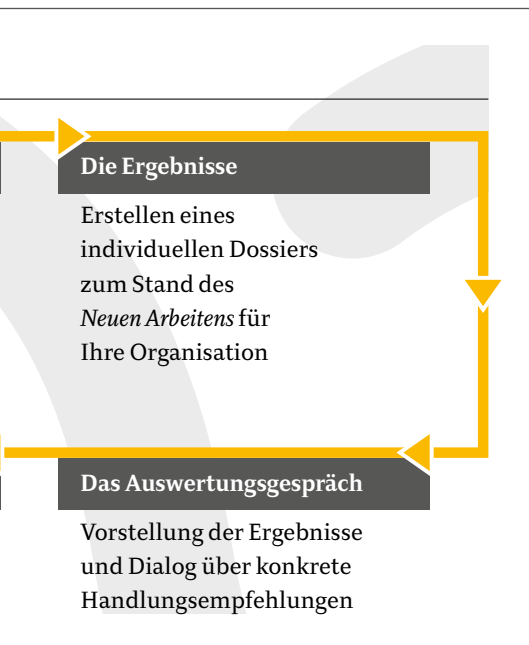 Die Ergebnisse
Erstellen eines
individuellen Dossiers
zum Stand des
Neuen Arbeitens für
Ihre Organisation
Das Auswertungsgespräch
Vorstellung der Ergebnisse
und Dialog über konkrete
Handlungsempfehlungen